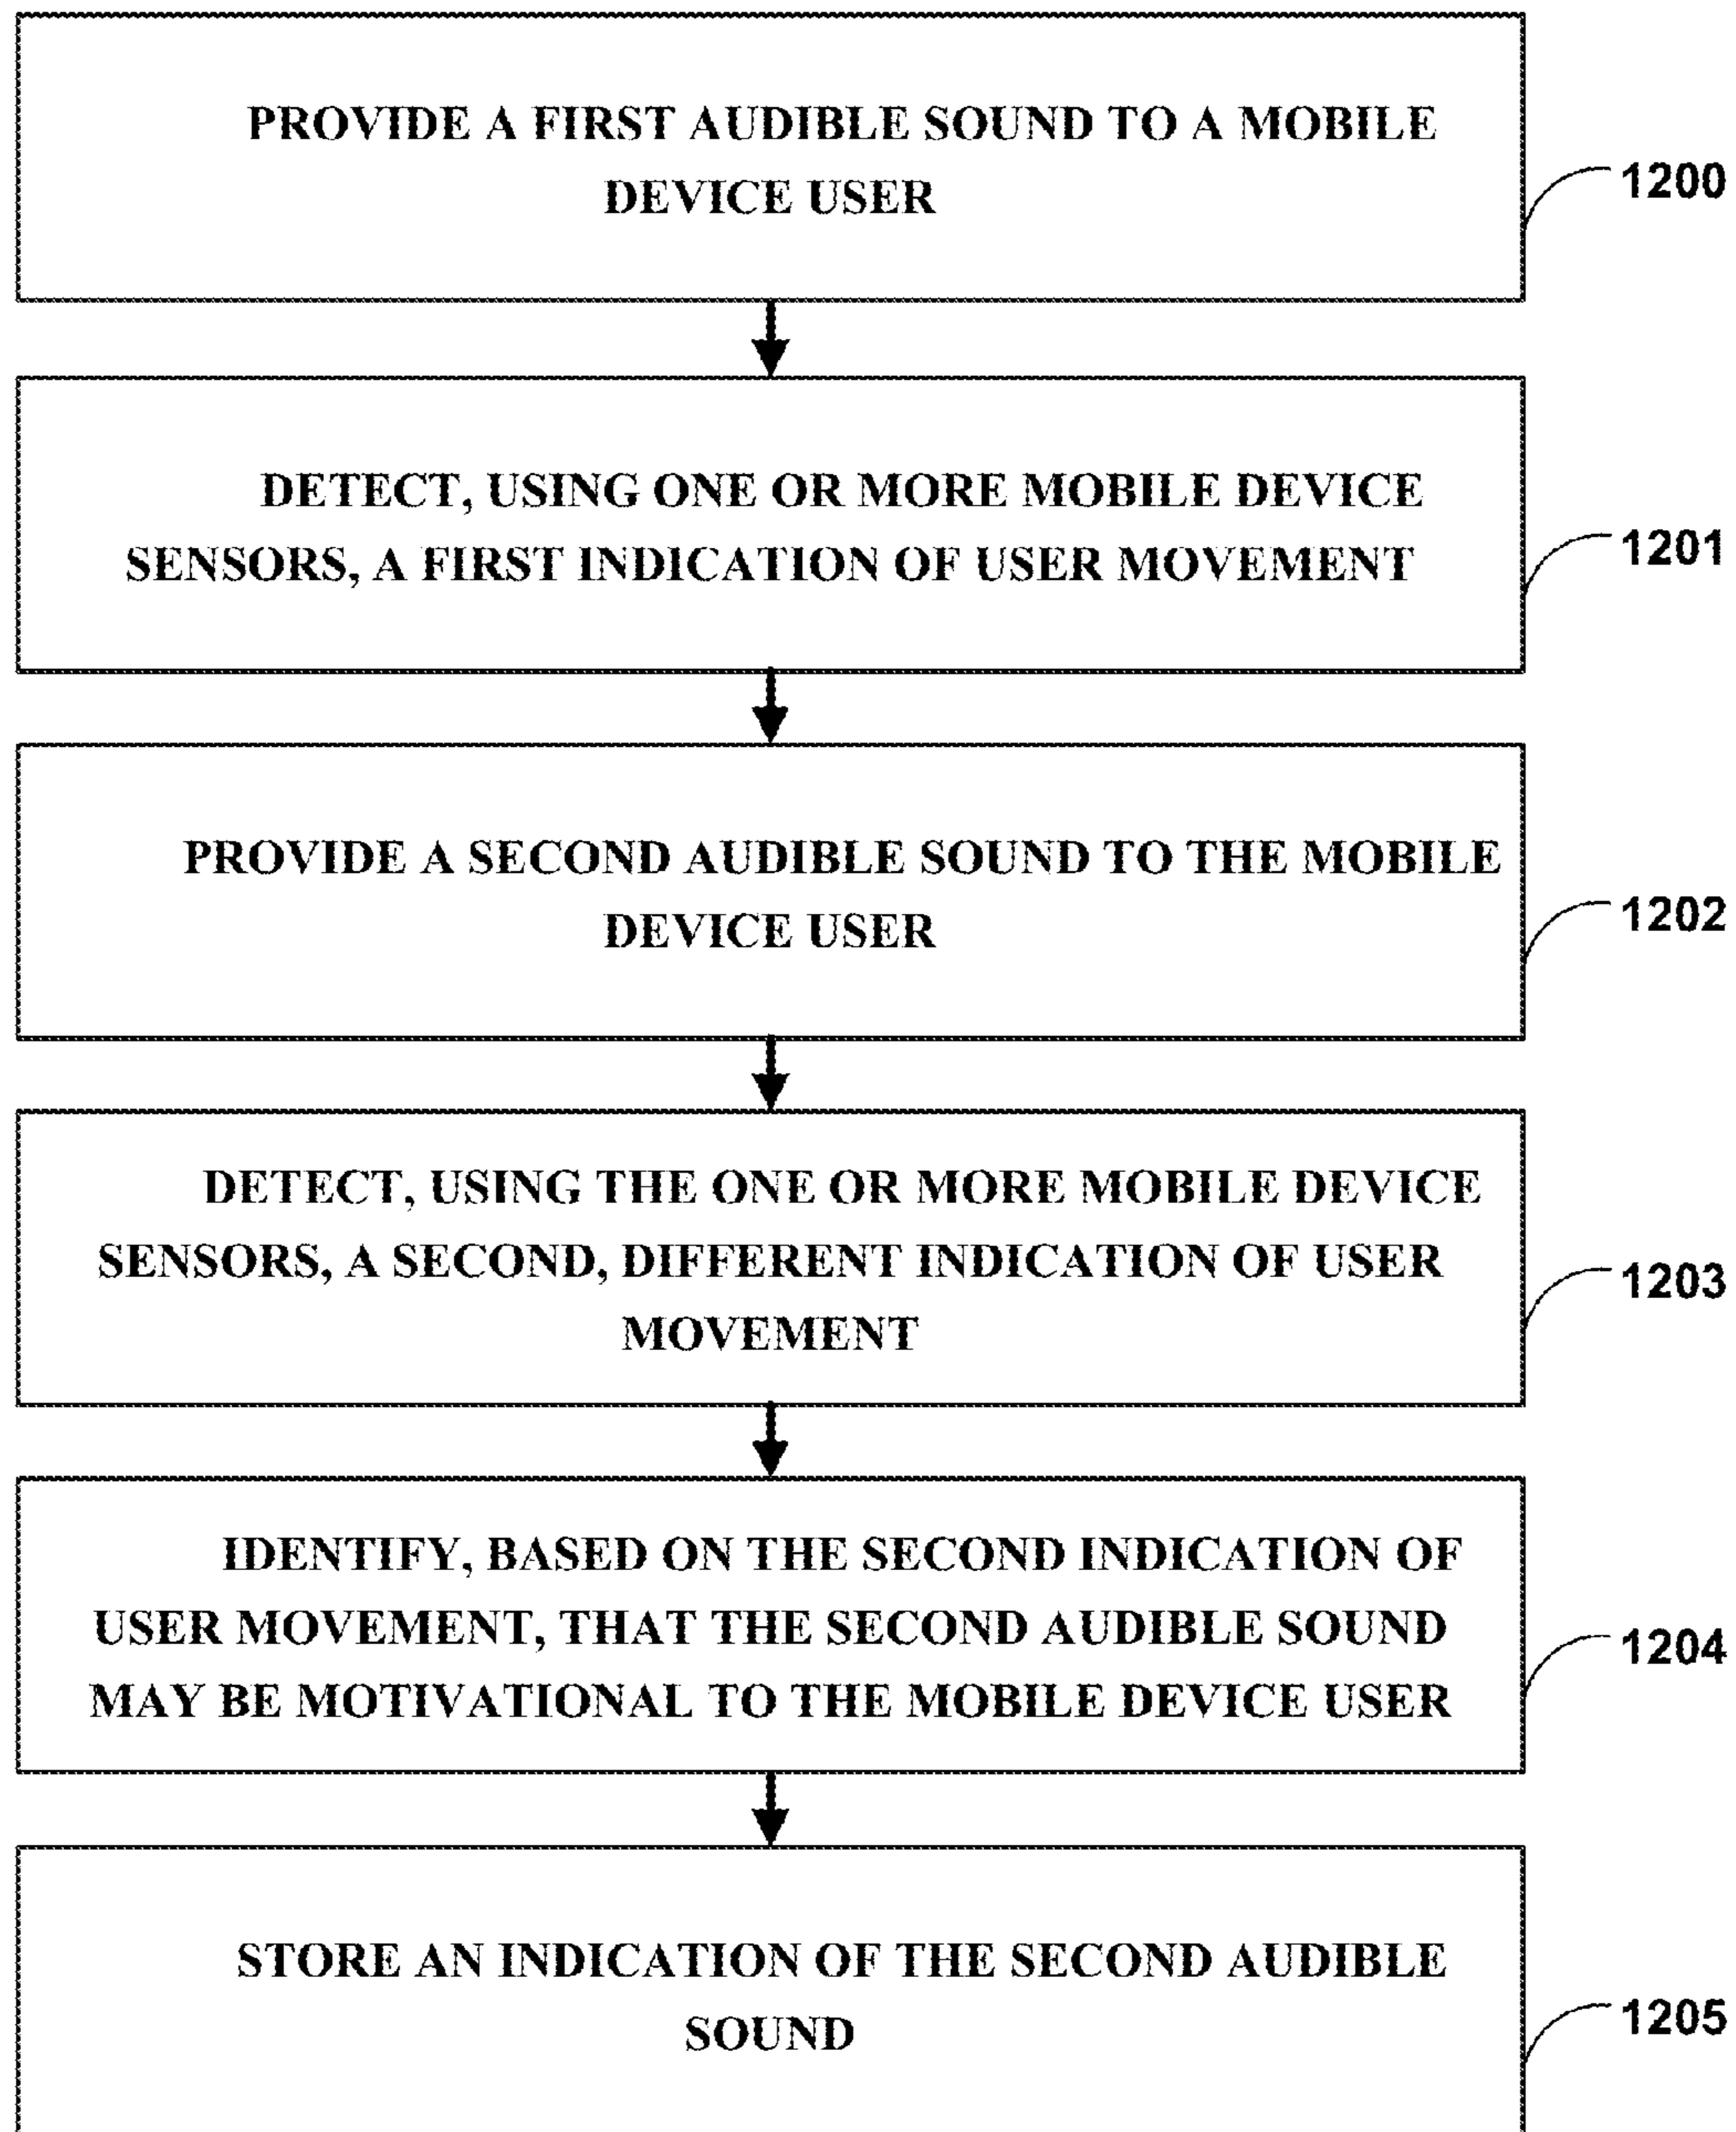 PROVIDE A FIRST AUDIBLE SOUND TO A MOBILE
DEVICE USER
1200
DETECT, USING ONE OR MORE MOBILE DEVICE
SENSORS, A FIRST INDICATION OF USER MOVEMENT
1201
PROVIDE A SECOND AUDIBLE SOUND TO THE MOBILE
DEVICE USER
1202
DETECT, USING THE ONE OR MORE MOBILE DEVICE
SENSORS, A SECOND, DIFFERENT INDICATION OF USER
MOVEMENT
1203
IDENTIFY, BASED ON THE SECOND INDICATION OF
USER MOVEMENT, THAT THE SECOND AUDIBLE SOUND
MAY BE MOTIVATIONAL TO THE MOBILE DEVICE USER
1204
STORE AN INDICATION OF THE SECOND AUDIBLE
SOUND
1205